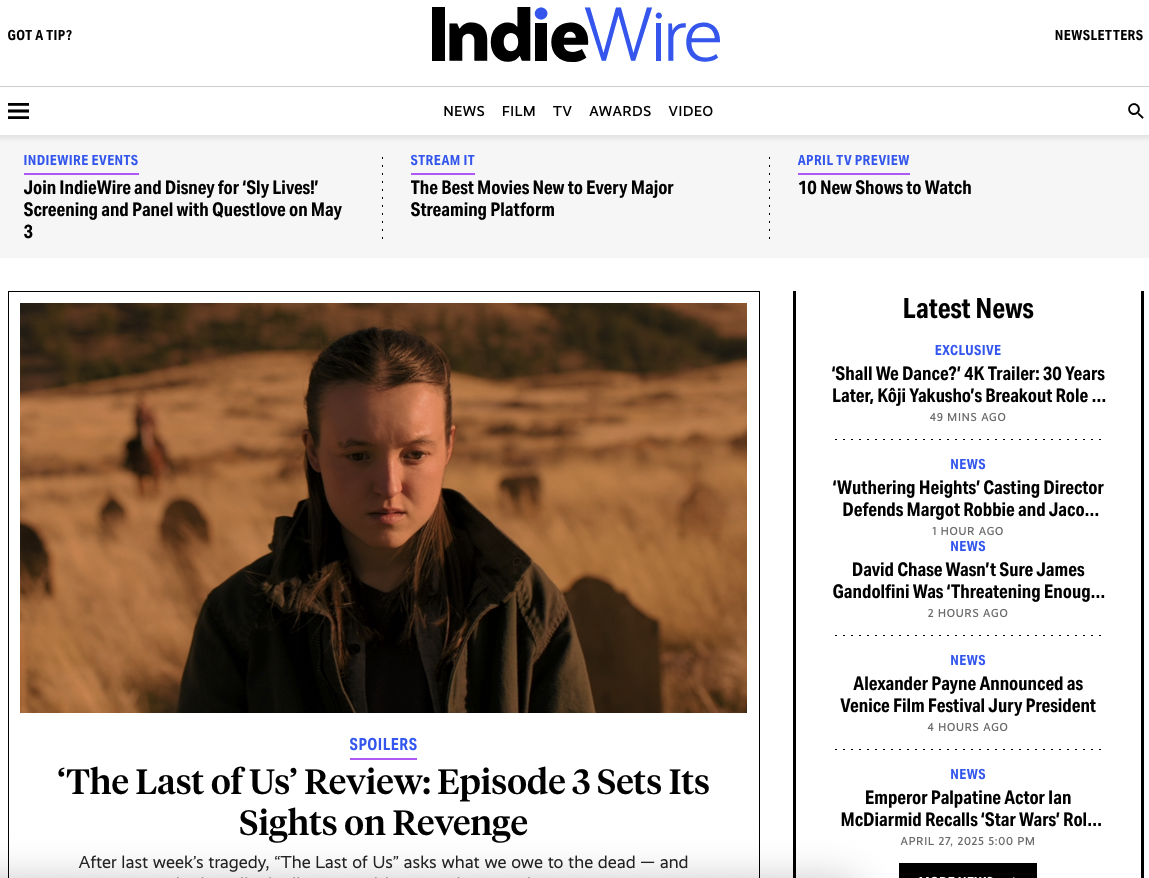 GOT A TIP?
IndieWire
NEWSLETTERS
NEWS FILM TV AWARDS VIDEO
INDIEWIRE EVENTS
Join IndieWire and Disney for ‘Sly Lives!’
Screening and Panel with Questlove on May
3
STREAM IT
The Best Movies New to Every Major
Streaming Platform
APRIL TV PREVIEW
10 New Shows to Watch
SPOILERS
‘The Last of Us’ Review: Episode 3 Sets Its
Sights on Revenge
After last week’s tragedy, “The Last of Us” asks what we owe to the dead — and
Latest News
EXCLUSIVE
‘Shall We Dance?’ 4K Trailer: 30 Years
Later, Kôji Yakusho’s Breakout Role ...
49 MINS AGO
NEWS
‘Wuthering Heights’ Casting Director
Defends Margot Robbie and Jaco...
1 HOUR AGO
NEWS
David Chase Wasn’t Sure James
Gandolfini Was ‘Threatening Enoug...
2 HOURS AGO
NEWS
Alexander Payne Announced as
Venice Film Festival Jury President
4 HOURS AGO
NEWS
Emperor Palpatine Actor Ian
McDiarmid Recalls ‘Star Wars’ Rol...
APRIL 27, 2025 5:00 PM